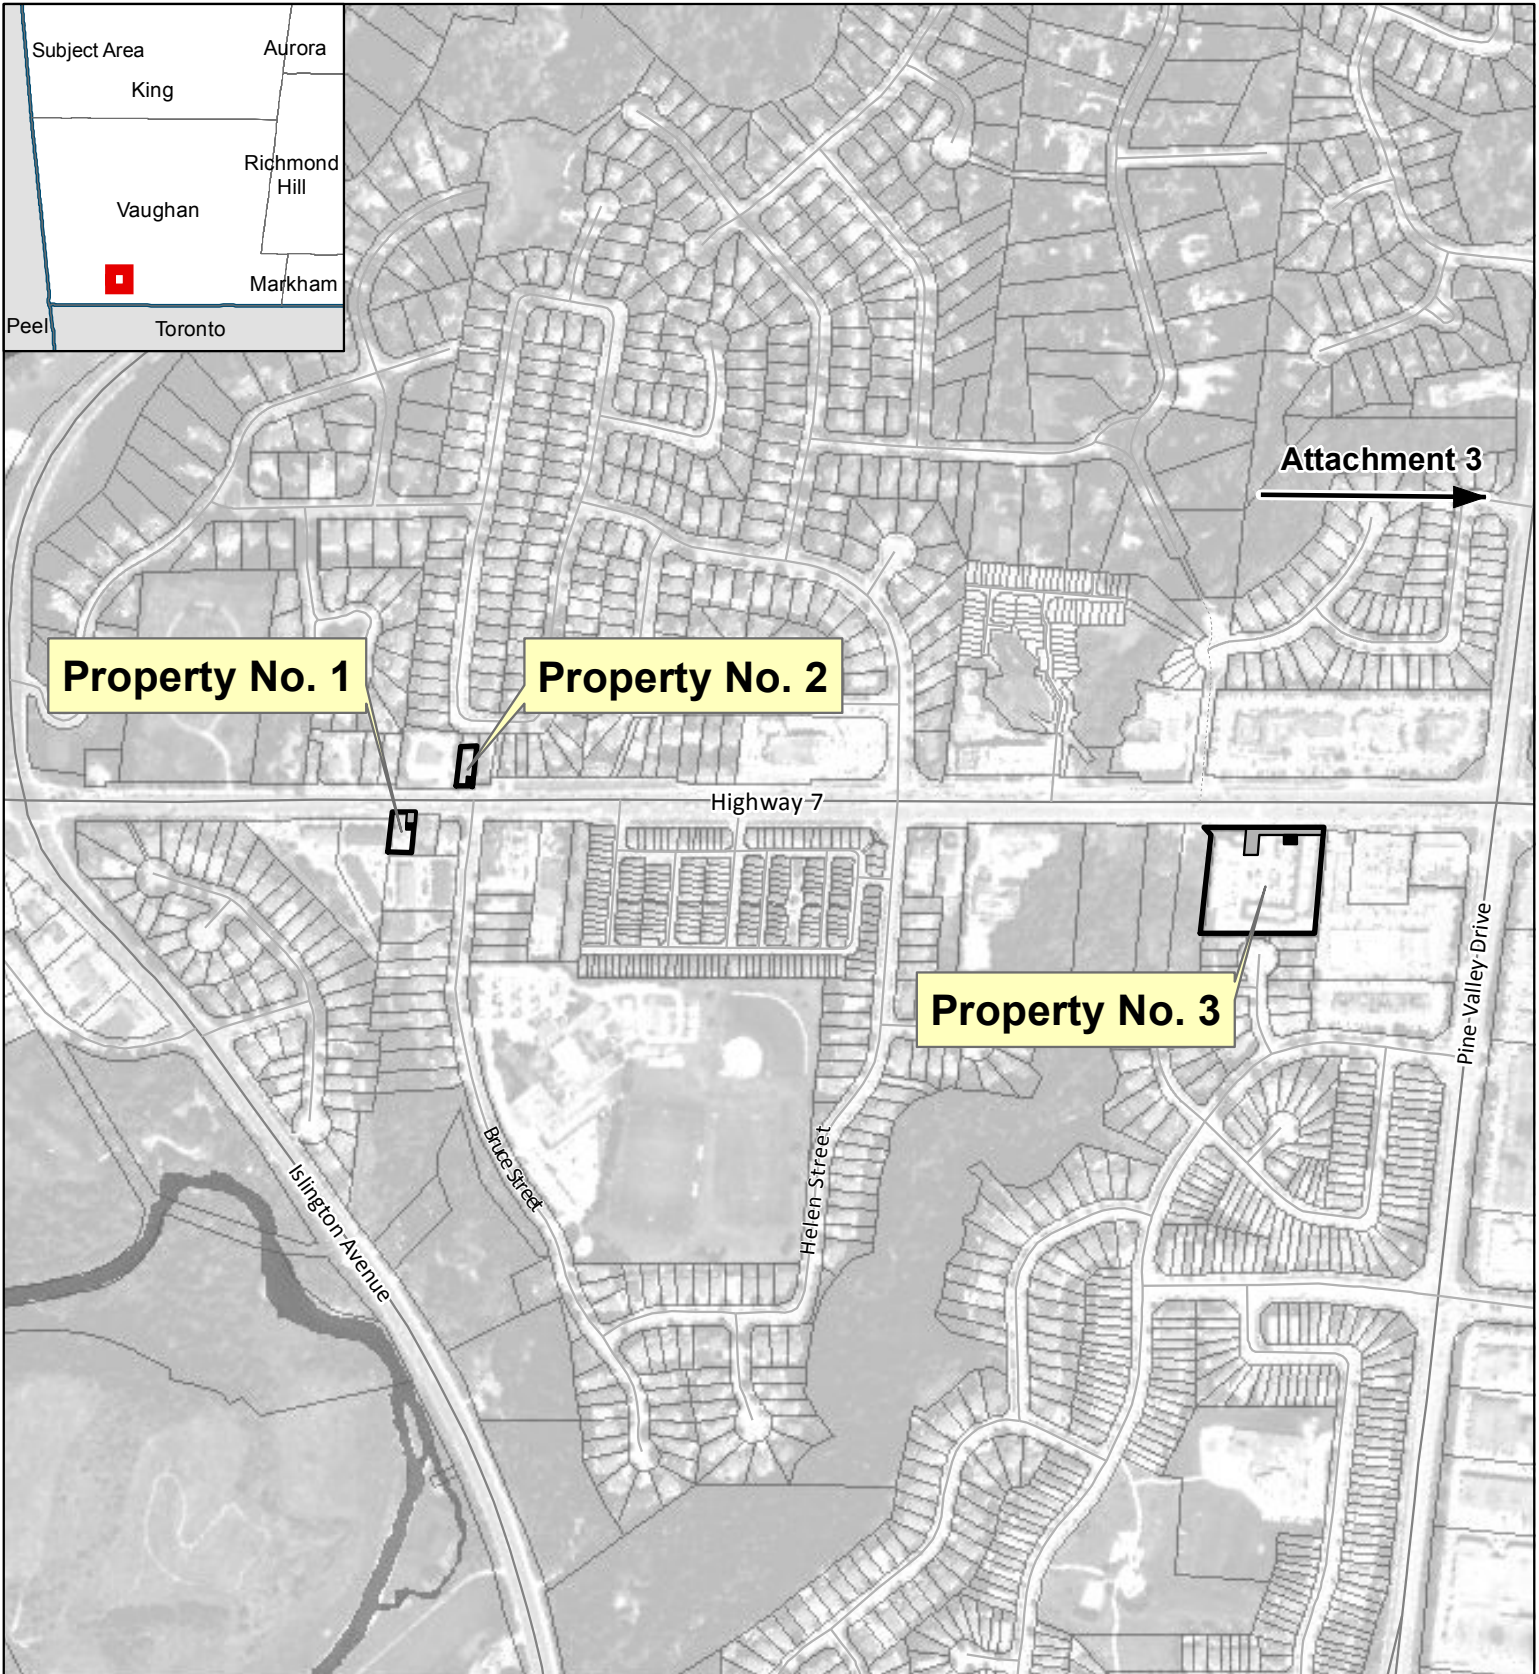 Subject Area
Aurora
King
Richmond
Hill
Vaughan
Markham
Peel
Toronto
Attachment 3
Property No. 1
Property No. 2
Highway 7
Pine Valley Drive
Property No. 3
Bruce Street
Helen Street
Islington Avenue